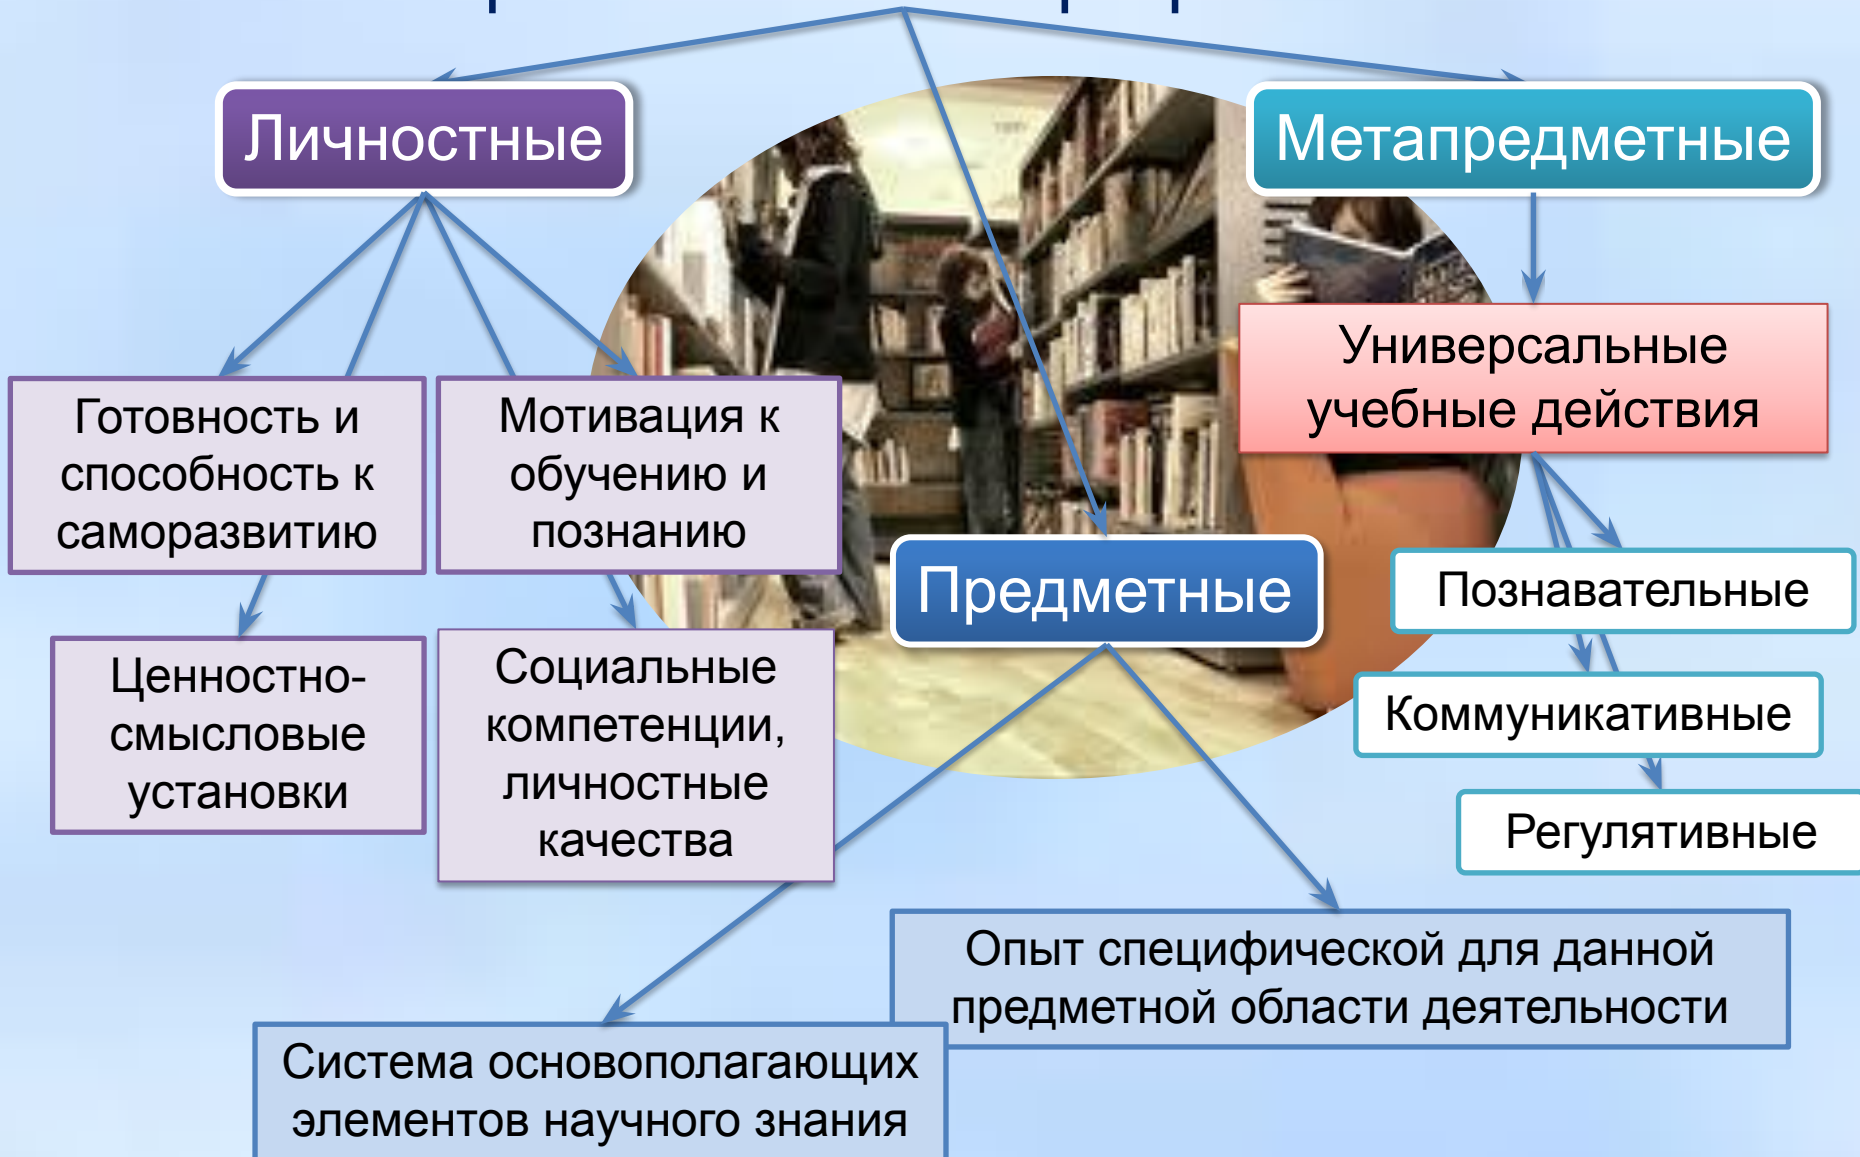 Личностные
Метапредметные
Универсальные
учебные действия
Готовность и
способность к
саморазвитию
Мотивация к
обучению и
познанию
Предметные
Познавательные
Ценностно-
смысловые
установки
Социальные
компетенции,
личностные
качества
Коммуникативные
Регулятивные
Опыт специфической для данной
предметной области деятельности
Система основополагающих
элементов научного знания